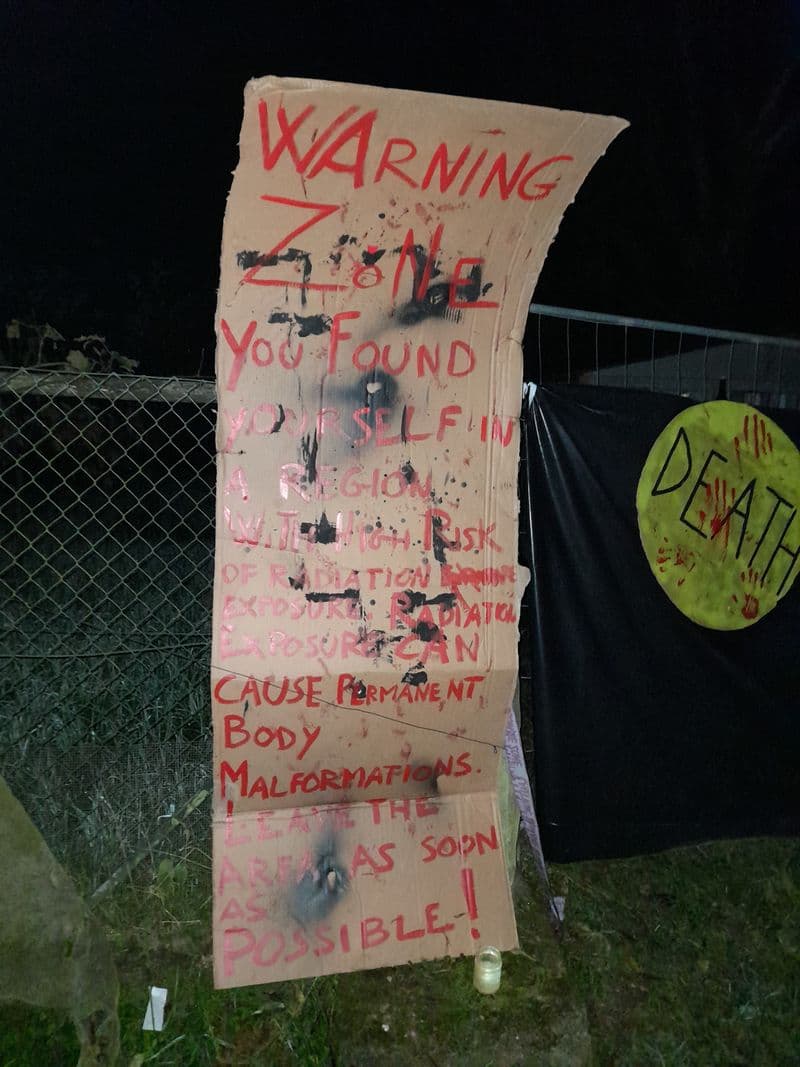 WARNING
ZONE
YOU FOUND
YOURSELF IN
A REGION
WITH HIGH RISK
OF RADIATION
EXPOSURE. RADIATION
EXPOSURE CAN
CAUSE PERMANENT
BODY
MALFORMATIONS.
LEAVE THE
AREA AS SOON
AS
POSSIBLE!
DEATH